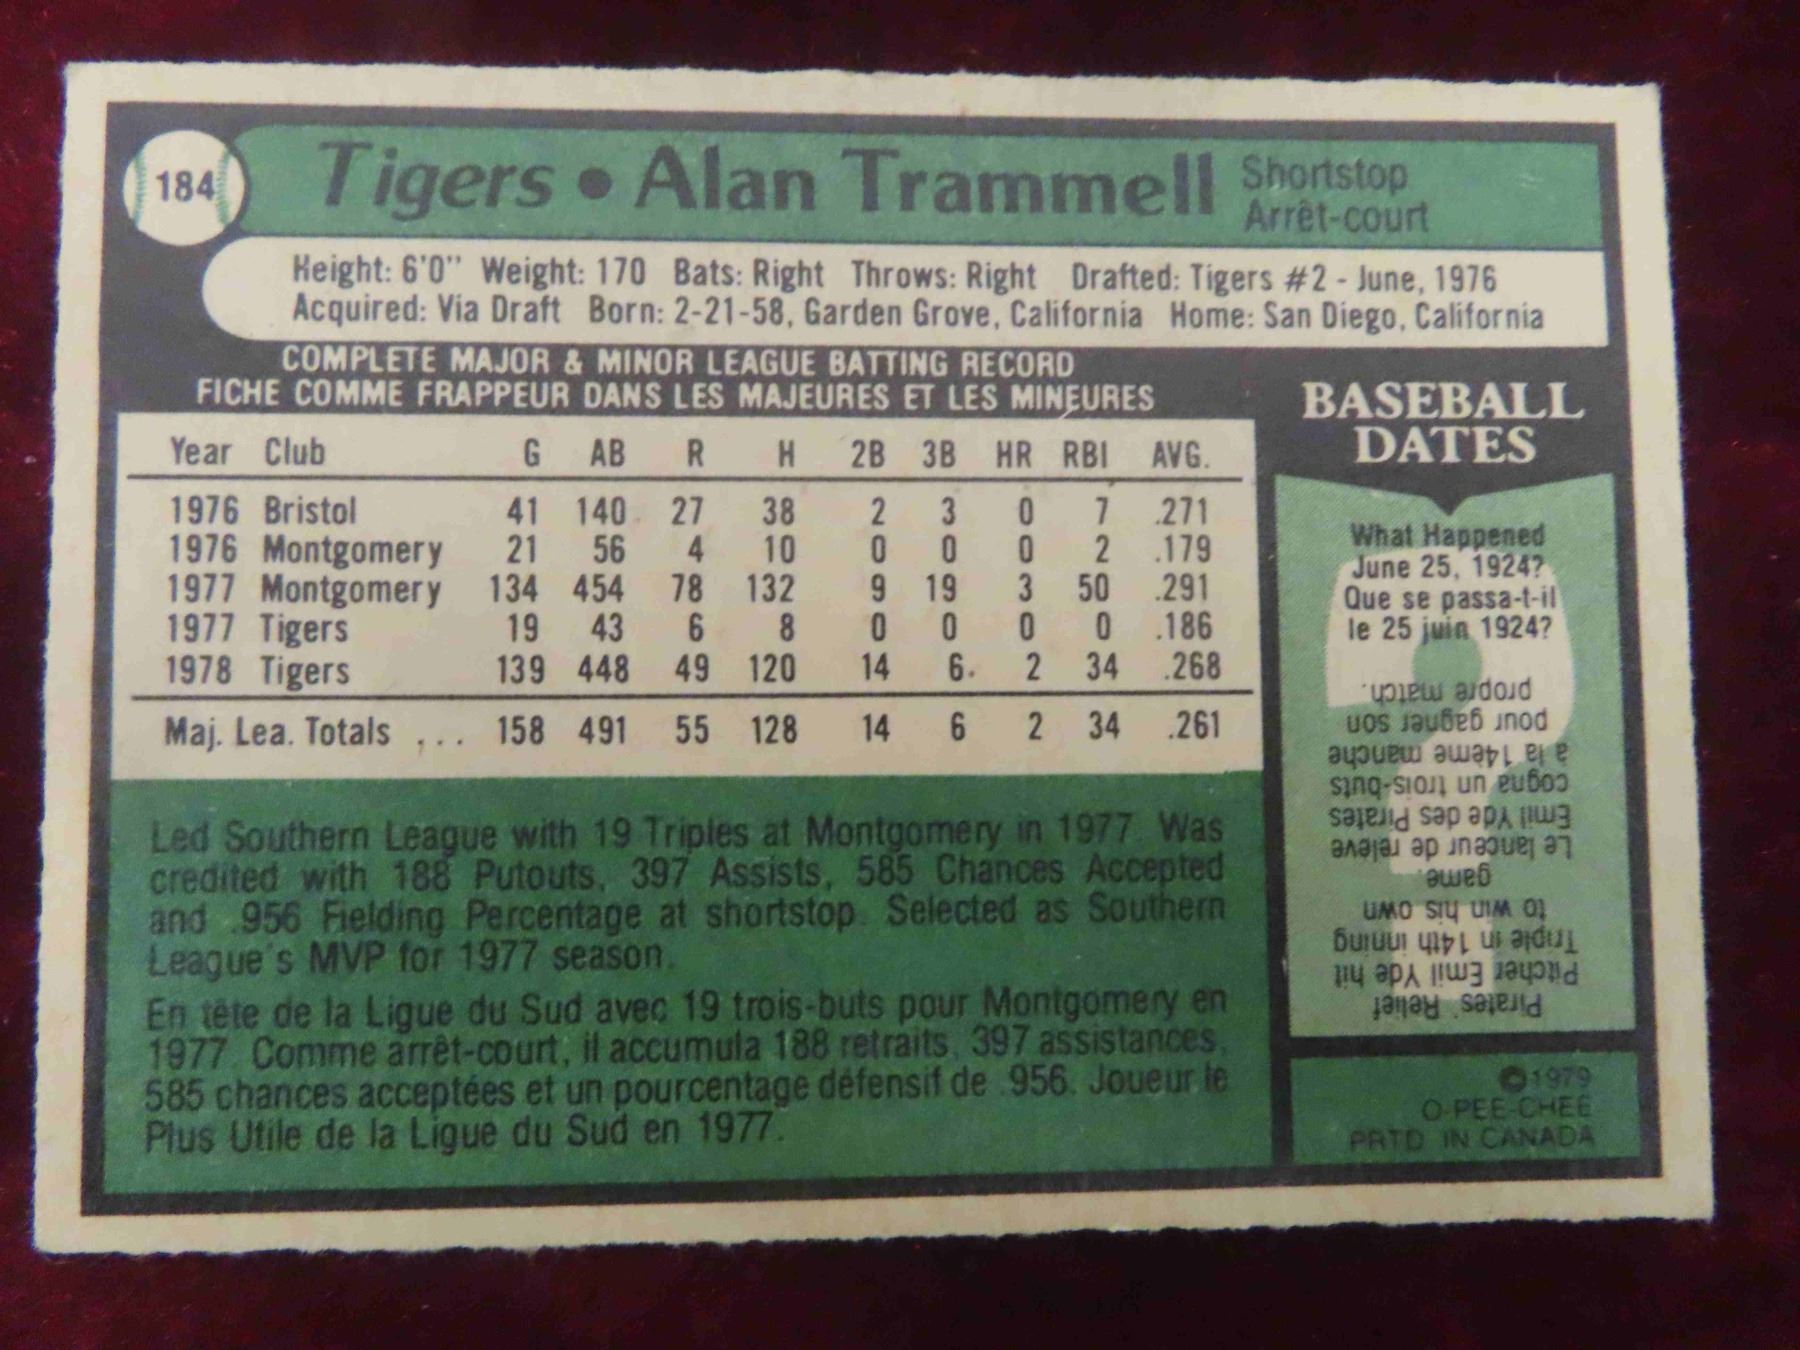 184
Tigers • Alan Trammell Shortstop
Arrêt-court
Height: 6'0" Weight: 170 Bats: Right Throws: Right Drafted: Tigers #2 - June, 1976
Acquired: Via Draft Born: 2-21-58, Garden Grove, California Home: San Diego, California
COMPLETE MAJOR & MINOR LEAGUE BATTING RECORD
FICHE COMME FRAPPEUR DANS LES MAJEURES ET LES MINEURES
Year Club G AB R H 2B 3B HR RBI AVG.
1976 Bristol 41 140 27 38 2 3 0 7 .271
1976 Montgomery 21 56 4 10 0 0 0 2 .179
1977 Montgomery 134 454 78 132 9 19 3 50 .291
1977 Tigers 19 43 6 8 0 0 0 0 .186
1978 Tigers 139 448 49 120 14 6 2 34 .268
Maj. Lea. Totals ... 158 491 55 128 14 6 2 34 .261
Led Southern League with 19 Triples at Montgomery in 1977. Was
credited with 188 Putouts, 397 Assists, 585 Chances Accepted
and .956 Fielding Percentage at shortstop. Selected as Southern
League's MVP for 1977 season.
En tête de la Ligue du Sud avec 19 trois-buts pour Montgomery en
1977. Comme arrêt-court, il accumula 188 retraits, 397 assistances,
585 chances acceptées et un pourcentage défensif de .956. Joueur le
Plus Utile de la Ligue du Sud en 1977.
BASEBALL
DATES
What Happened
June 25, 1924?
Que se passa-t-il
le 25 juin 1924?
Pirates' Relief
Pitcher Emil Yde hit
Triple in 14th inning
to win his own
game.
Le lanceur de relève
Emil Yde des Pirates
cogna un trois-buts
à la 14ème manche
pour gagner son
propre match.
©1979
O-PEE-CHEE
PRTD IN CANADA